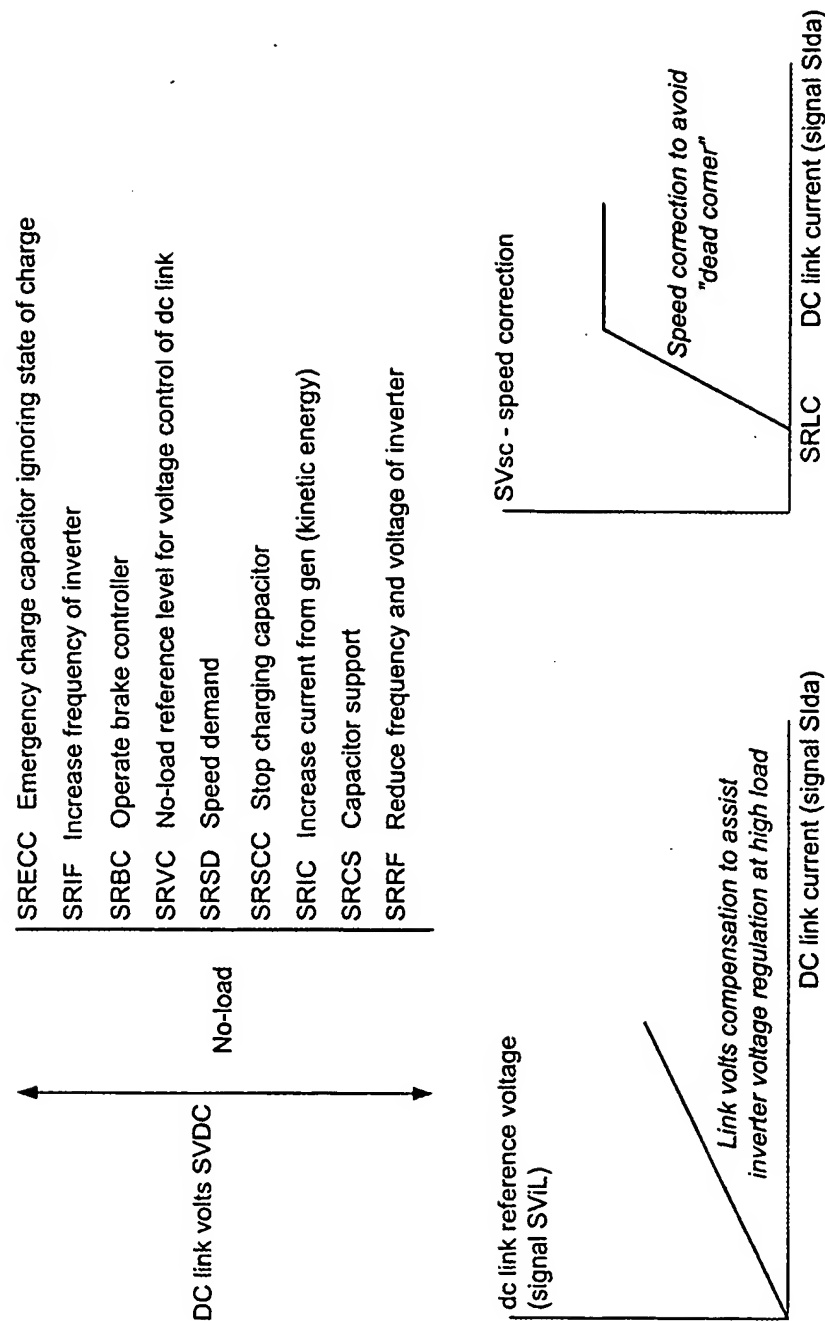 DC link volts SVDC
No-load
SRECC Emergency charge capacitor ignoring state of charge
SRIF Increase frequency of inverter
SRBC Operate brake controller
SRVC No-load reference level for voltage control of dc link
SRSD Speed demand
SRSCC Stop charging capacitor
SRIC Increase current from gen (kinetic energy)
SRCS Capacitor support
SRRF Reduce frequency and voltage of inverter
dc link reference voltage
(signal SViL)
Link volts compensation to assist
inverter voltage regulation at high load
DC link current (signal SIda)
SVsc - speed correction
Speed correction to avoid
"dead corner"
SRLC
DC link current (signal SIda)